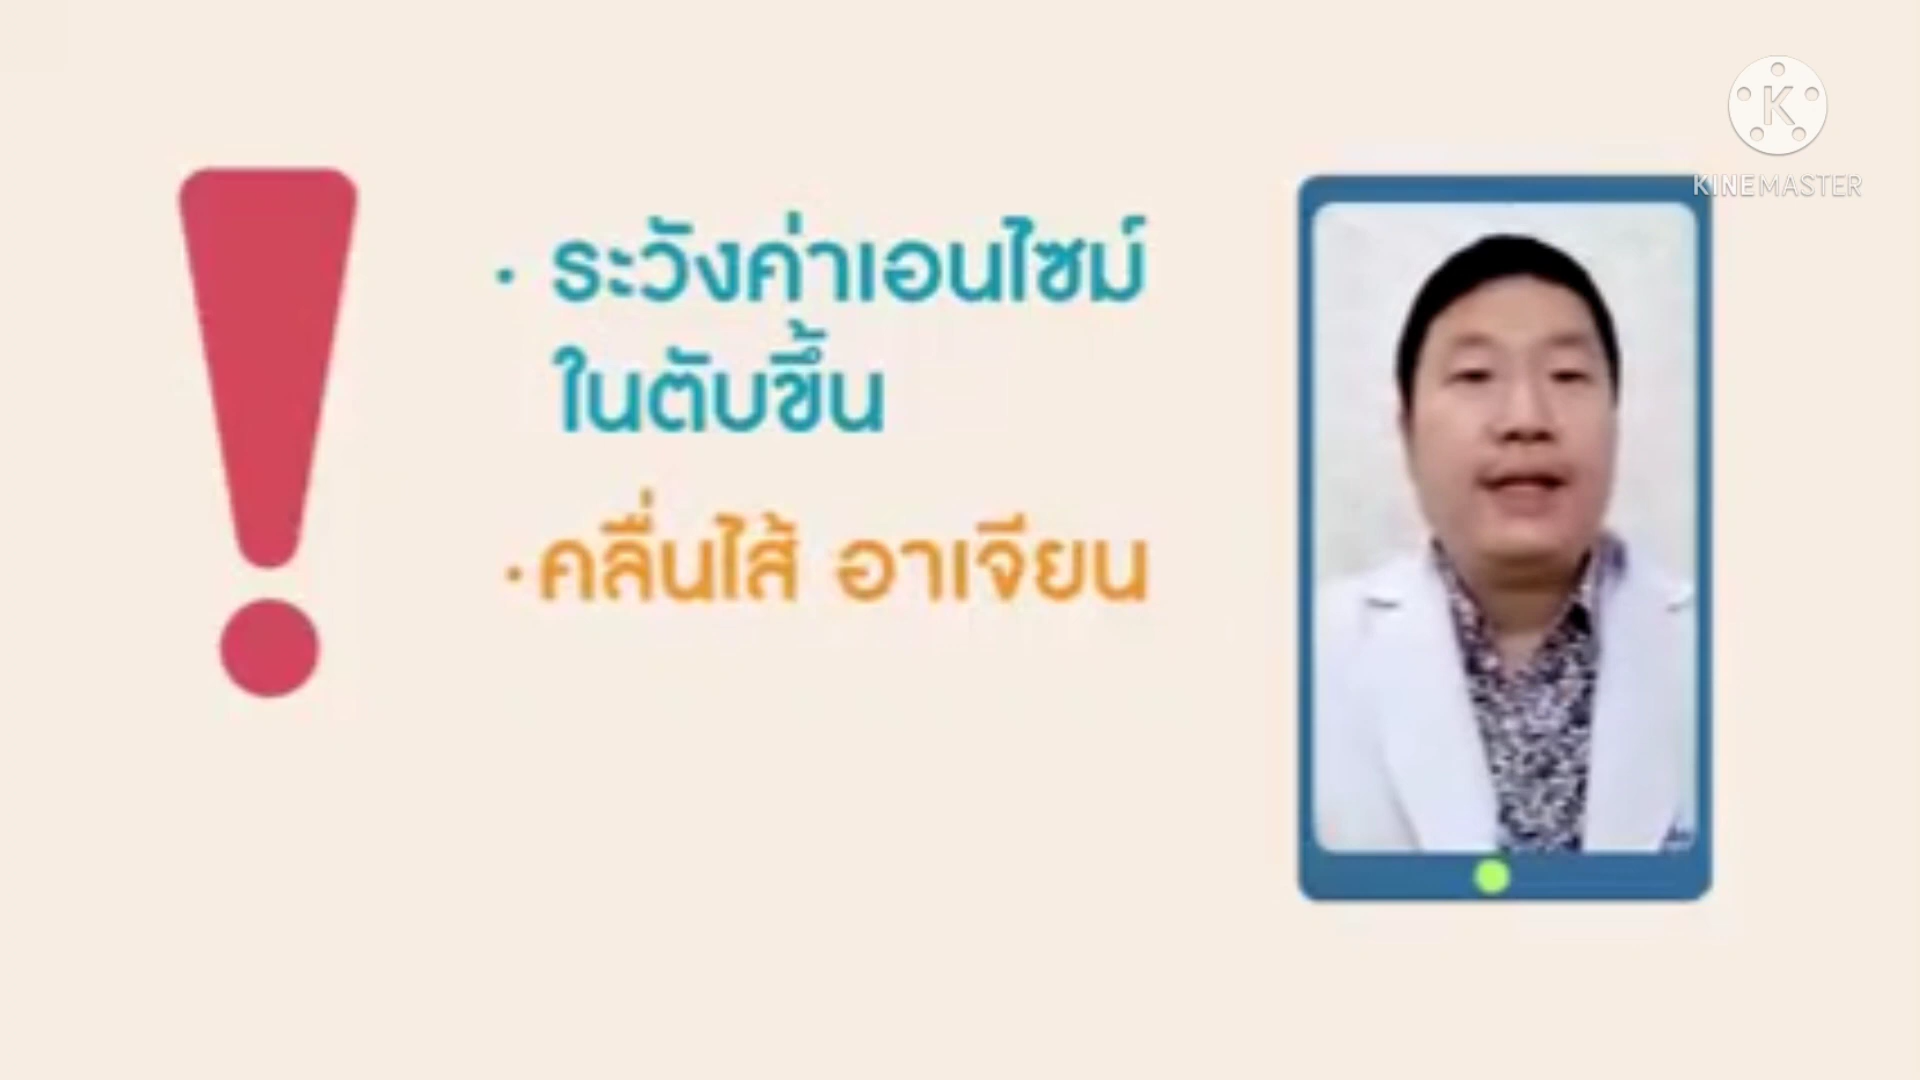 · ระวังค่าเอนไซม์
ในตับขึ้น
· คลื่นไส้ อาเจียน
K
KINEMASTER